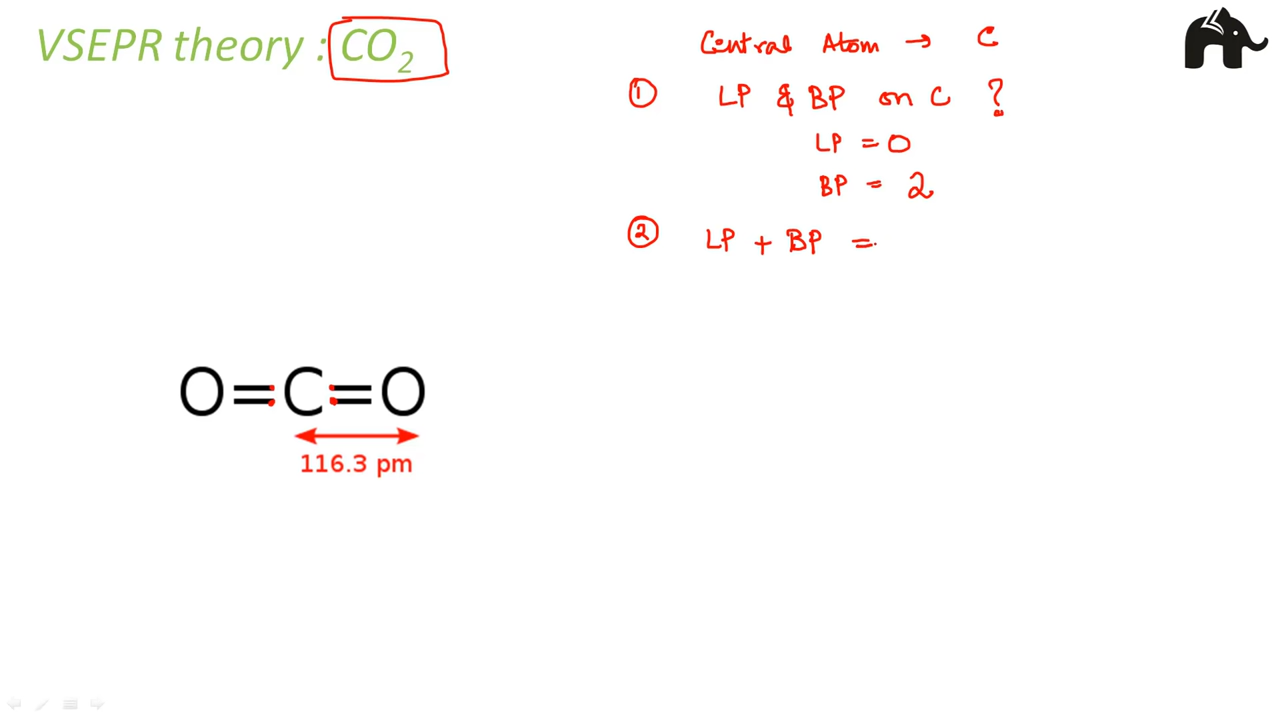 VSEPR theory : CO₂
Central Atom → C
① LP & BP on C ?
LP = 0
BP = 2
② LP + BP =
O=C=O
116.3 pm